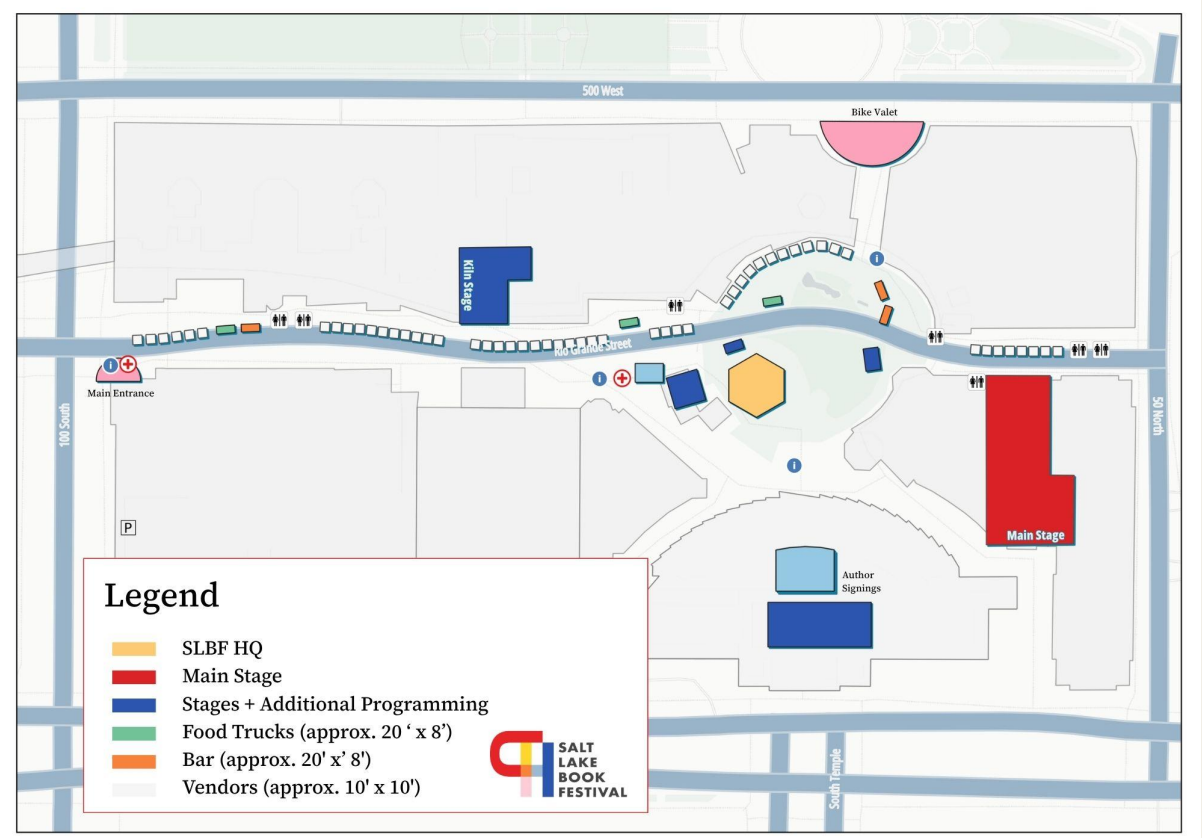 500 West
Bike Valet
Kiln Stage
Rio Grande Street
i
i
i
Main Entrance
100 South
50 North
i
P
Main Stage
Author
Signings
Legend
SLBF HQ
Main Stage
Stages + Additional Programming
Food Trucks (approx. 20 ‘ x 8’)
Bar (approx. 20' x’ 8')
Vendors (approx. 10' x 10')
SALT
LAKE
BOOK
FESTIVAL
South Temple